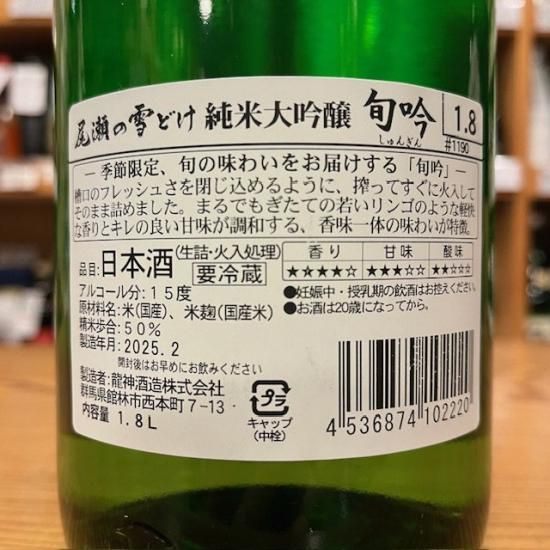 尾瀬の雪どけ 純米大吟醸 旬吟 1.8
しゅんぎん #1190
― 季節限定、旬の味わいをお届けする「旬吟」―
槽口のフレッシュさを閉じ込めるように、搾ってすぐに火入して
そのまま詰めました。まるでもぎたての若いリンゴのような軽快
な香りとキレの良い甘味が調和する、香味一体の味わいが特徴。
品目:日本酒 (生詰・火入処理) 要冷蔵
アルコール分:15度
原材料名:米(国産)、米麹(国産米)
精米歩合:50%
製造年月 2025.2
開封後はお早めにお飲みください
製造者:龍神酒造株式会社
群馬県館林市西本町7-13
内容量 1.8L
香り 甘味 酸味
★★★★☆ ★★★☆☆ ★★☆☆☆
●妊娠中・授乳期の飲酒はお控えください。
●お酒は20歳になってから。
プラ
キャップ
(中栓)
4 536874 102220